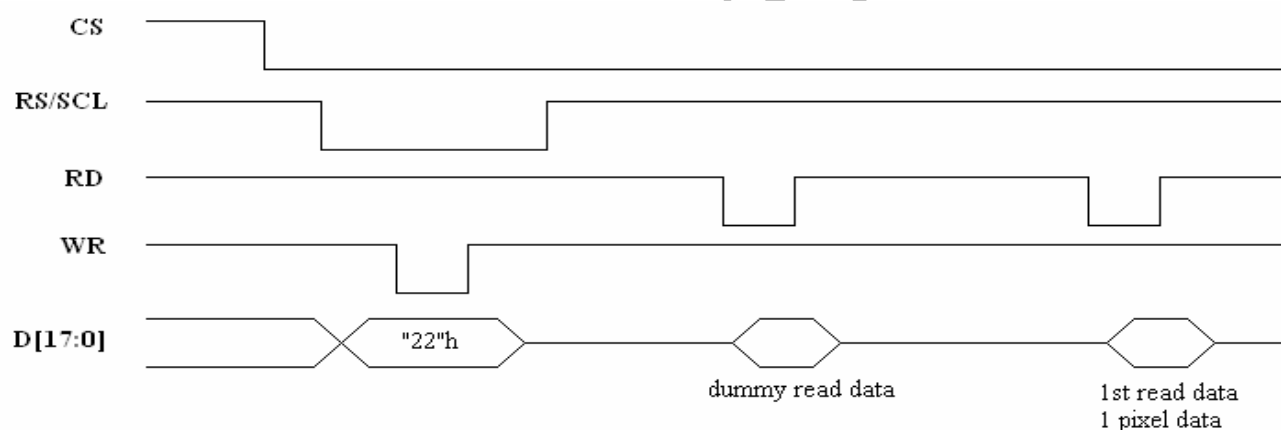 CS
RS/SCL
RD
WR
D[17:0]
"22"h
dummy read data
1st read data
1 pixel data